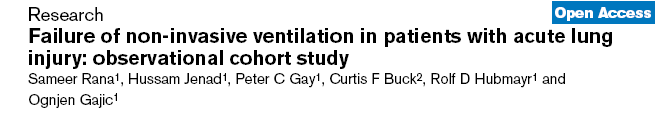 Research
Open Access
Failure of non-invasive ventilation in patients with acute lung
injury: observational cohort study
Sameer Rana¹, Hussam Jenad¹, Peter C Gay¹, Curtis F Buck², Rolf D Hubmayr¹ and
Ognjen Gajic¹